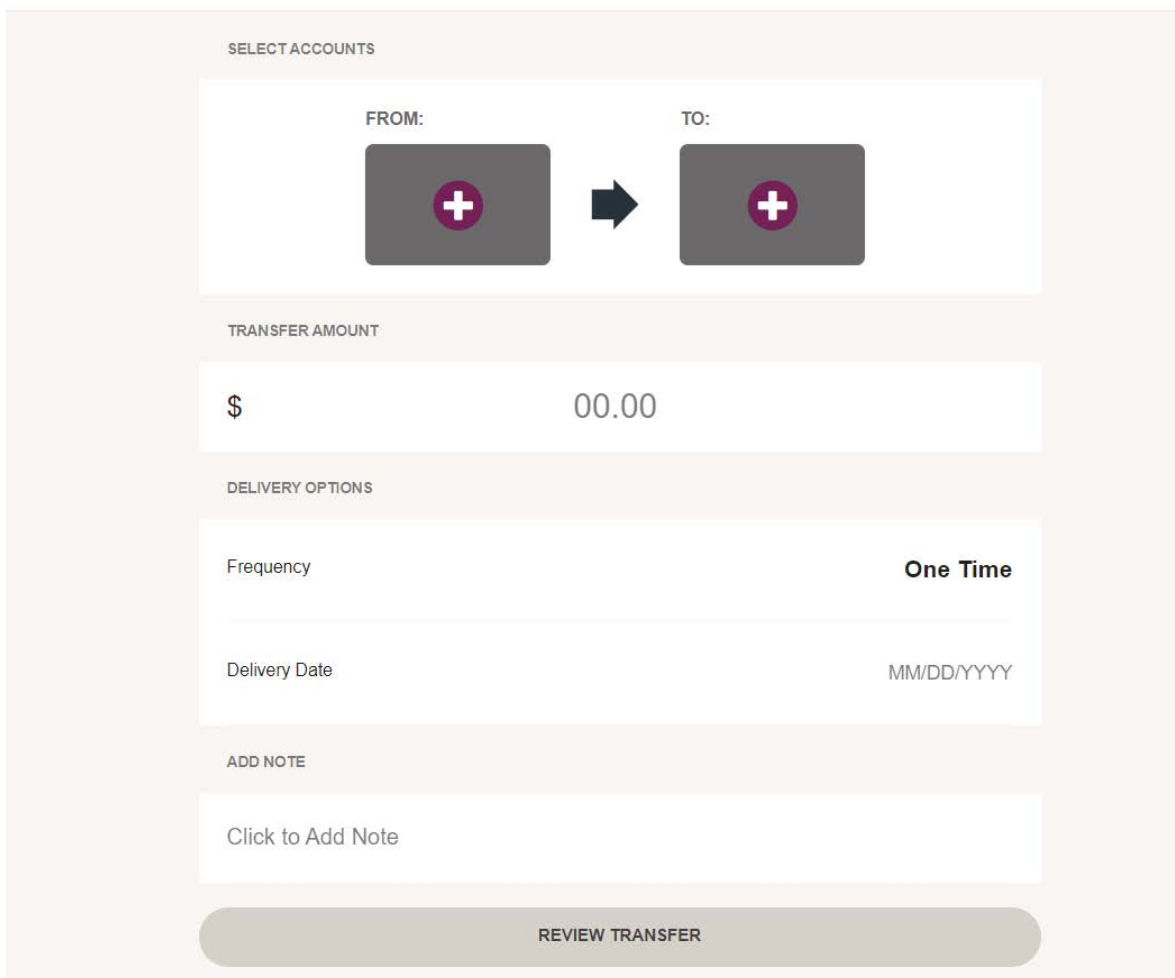 SELECT ACCOUNTS
FROM: TO:
TRANSFER AMOUNT
$ 00.00
DELIVERY OPTIONS
Frequency One Time
Delivery Date MM/DD/YYYY
ADD NOTE
Click to Add Note
REVIEW TRANSFER